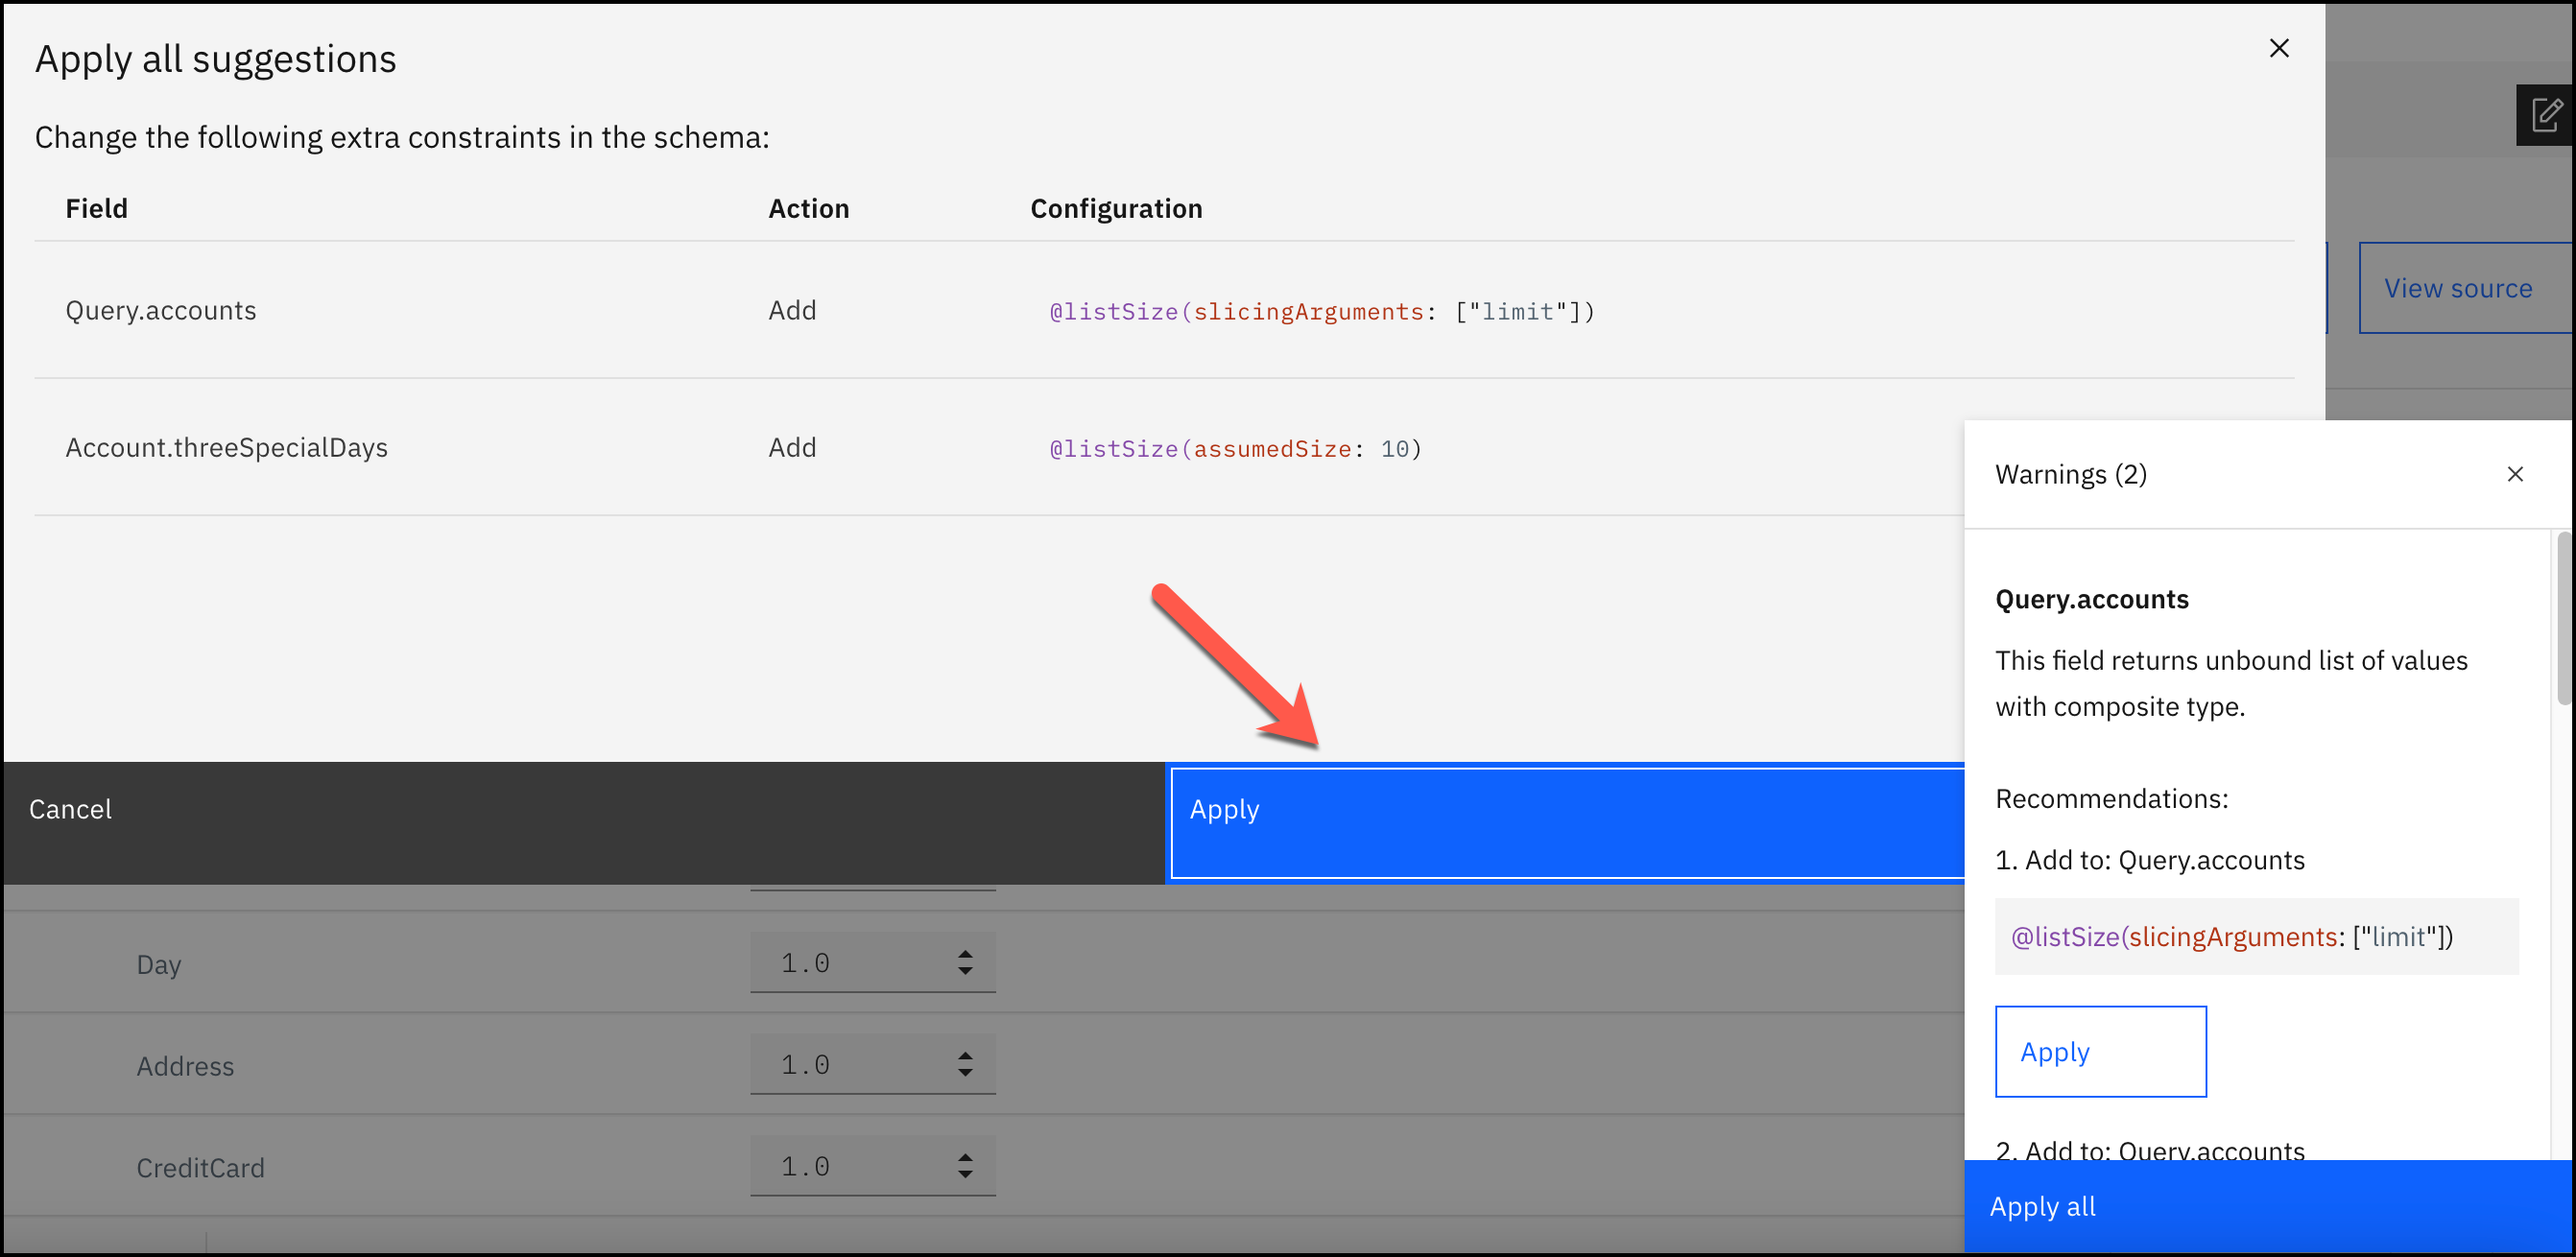 Apply all suggestions
Change the following extra constraints in the schema:
Field Action Configuration
Query.accounts Add @listSize(slicingArguments: ["limit"])
Account.threeSpecialDays Add @listSize(assumedSize: 10)
Cancel
Apply
Day 1.0
Address 1.0
CreditCard 1.0
View source
Warnings (2)
Query.accounts
This field returns unbound list of values
with composite type.
Recommendations:
1. Add to: Query.accounts
@listSize(slicingArguments: ["limit"])
Apply
2. Add to: Query.accounts
Apply all